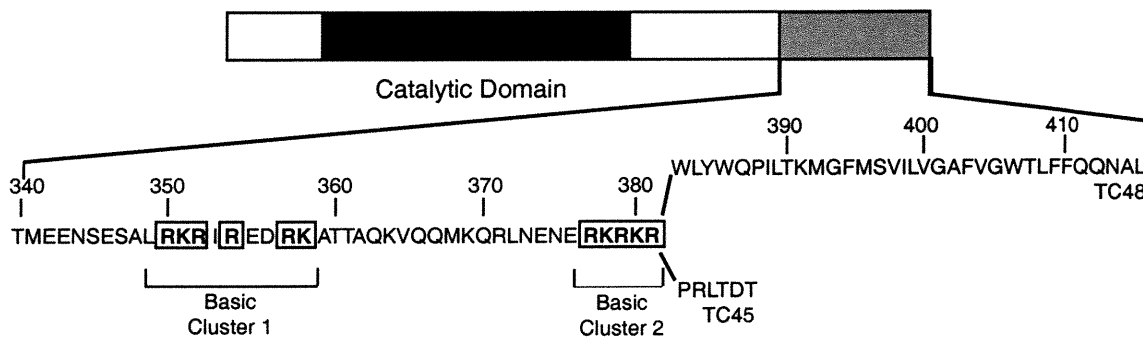 Catalytic Domain
390 400 410
WLYWQPILTKMGFMSVILVGAFVGWTLFFQQNAL
TC48
340 350 360 370 380
TMEENSESALRKRIREDRKATTAQKVQQMKQRLNENERKRKR
PRLTDT
TC45
Basic
Cluster 1
Basic
Cluster 2